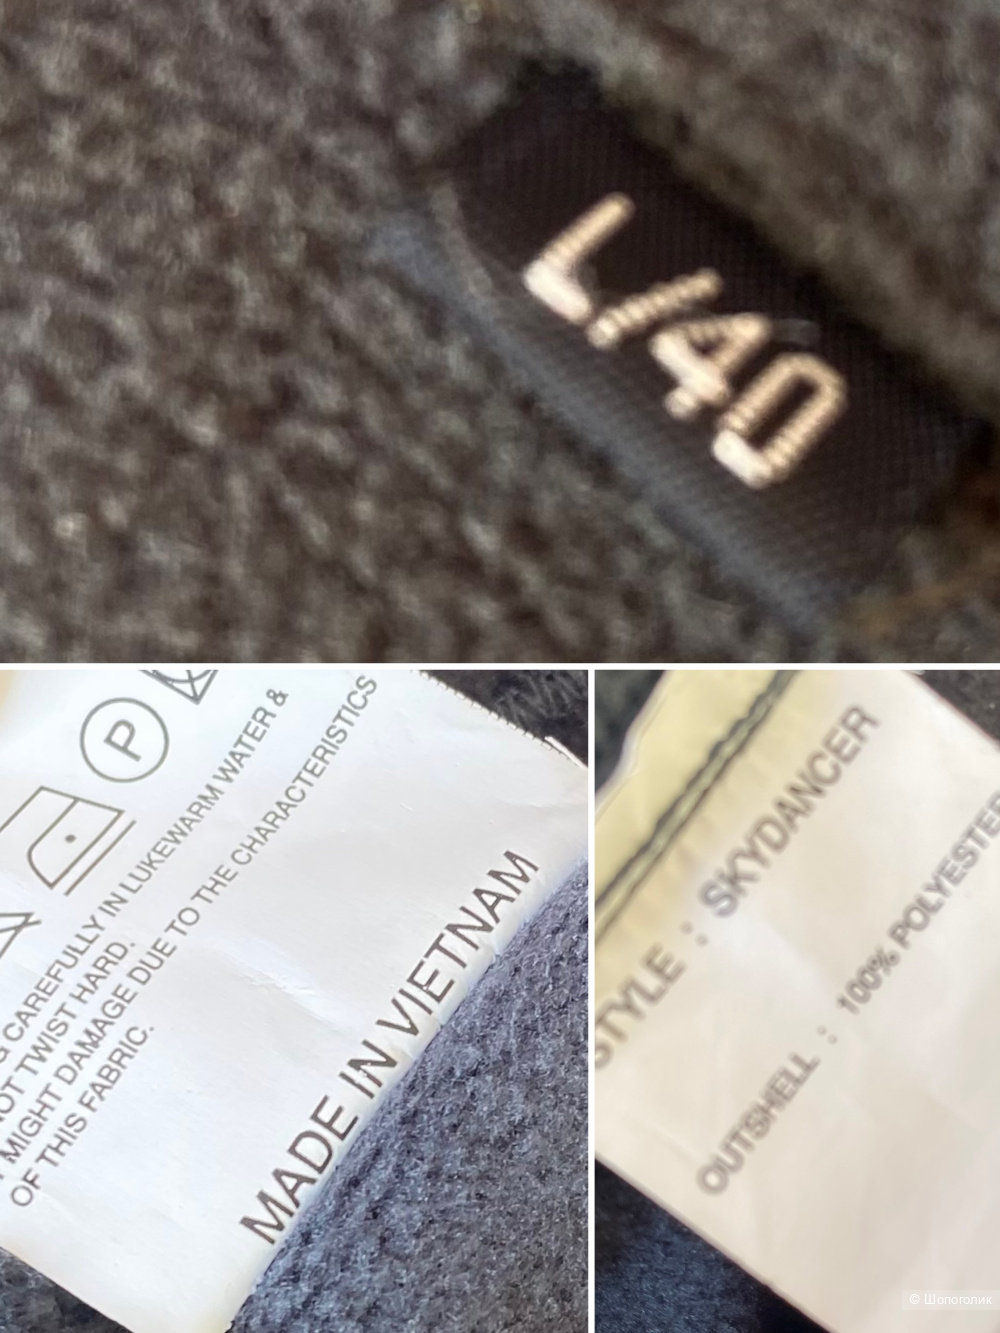 L/40
P
G CAREFULLY IN LUKEWARM WATER &
NOT TWIST HARD.
MIGHT DAMAGE DUE TO THE CHARACTERISTICS
OF THIS FABRIC.
MADE IN VIETNAM
STYLE : SKYDANCER
OUTSHELL : 100% POLYESTER
© Шопоголик